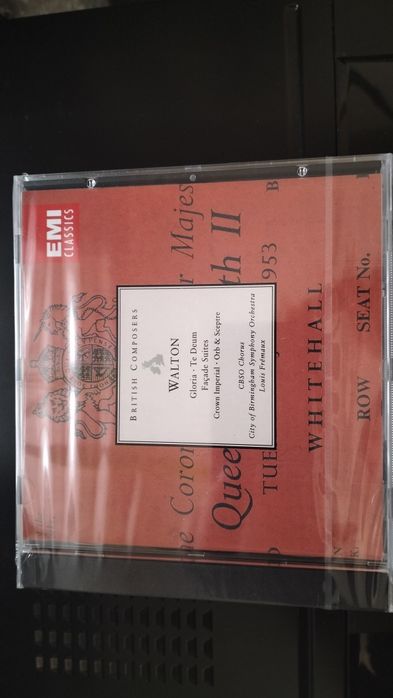 EMI
CLASSICS
BRITISH COMPOSERS
WALTON
Gloria · Te Deum
Façade Suites
Crown Imperial · Orb & Sceptre
CBSO Chorus
City of Birmingham Symphony Orchestra
Louis Frémaux
r Majes
Quee th II
TUE 953 B
WHITEHALL
ROW SEAT No.